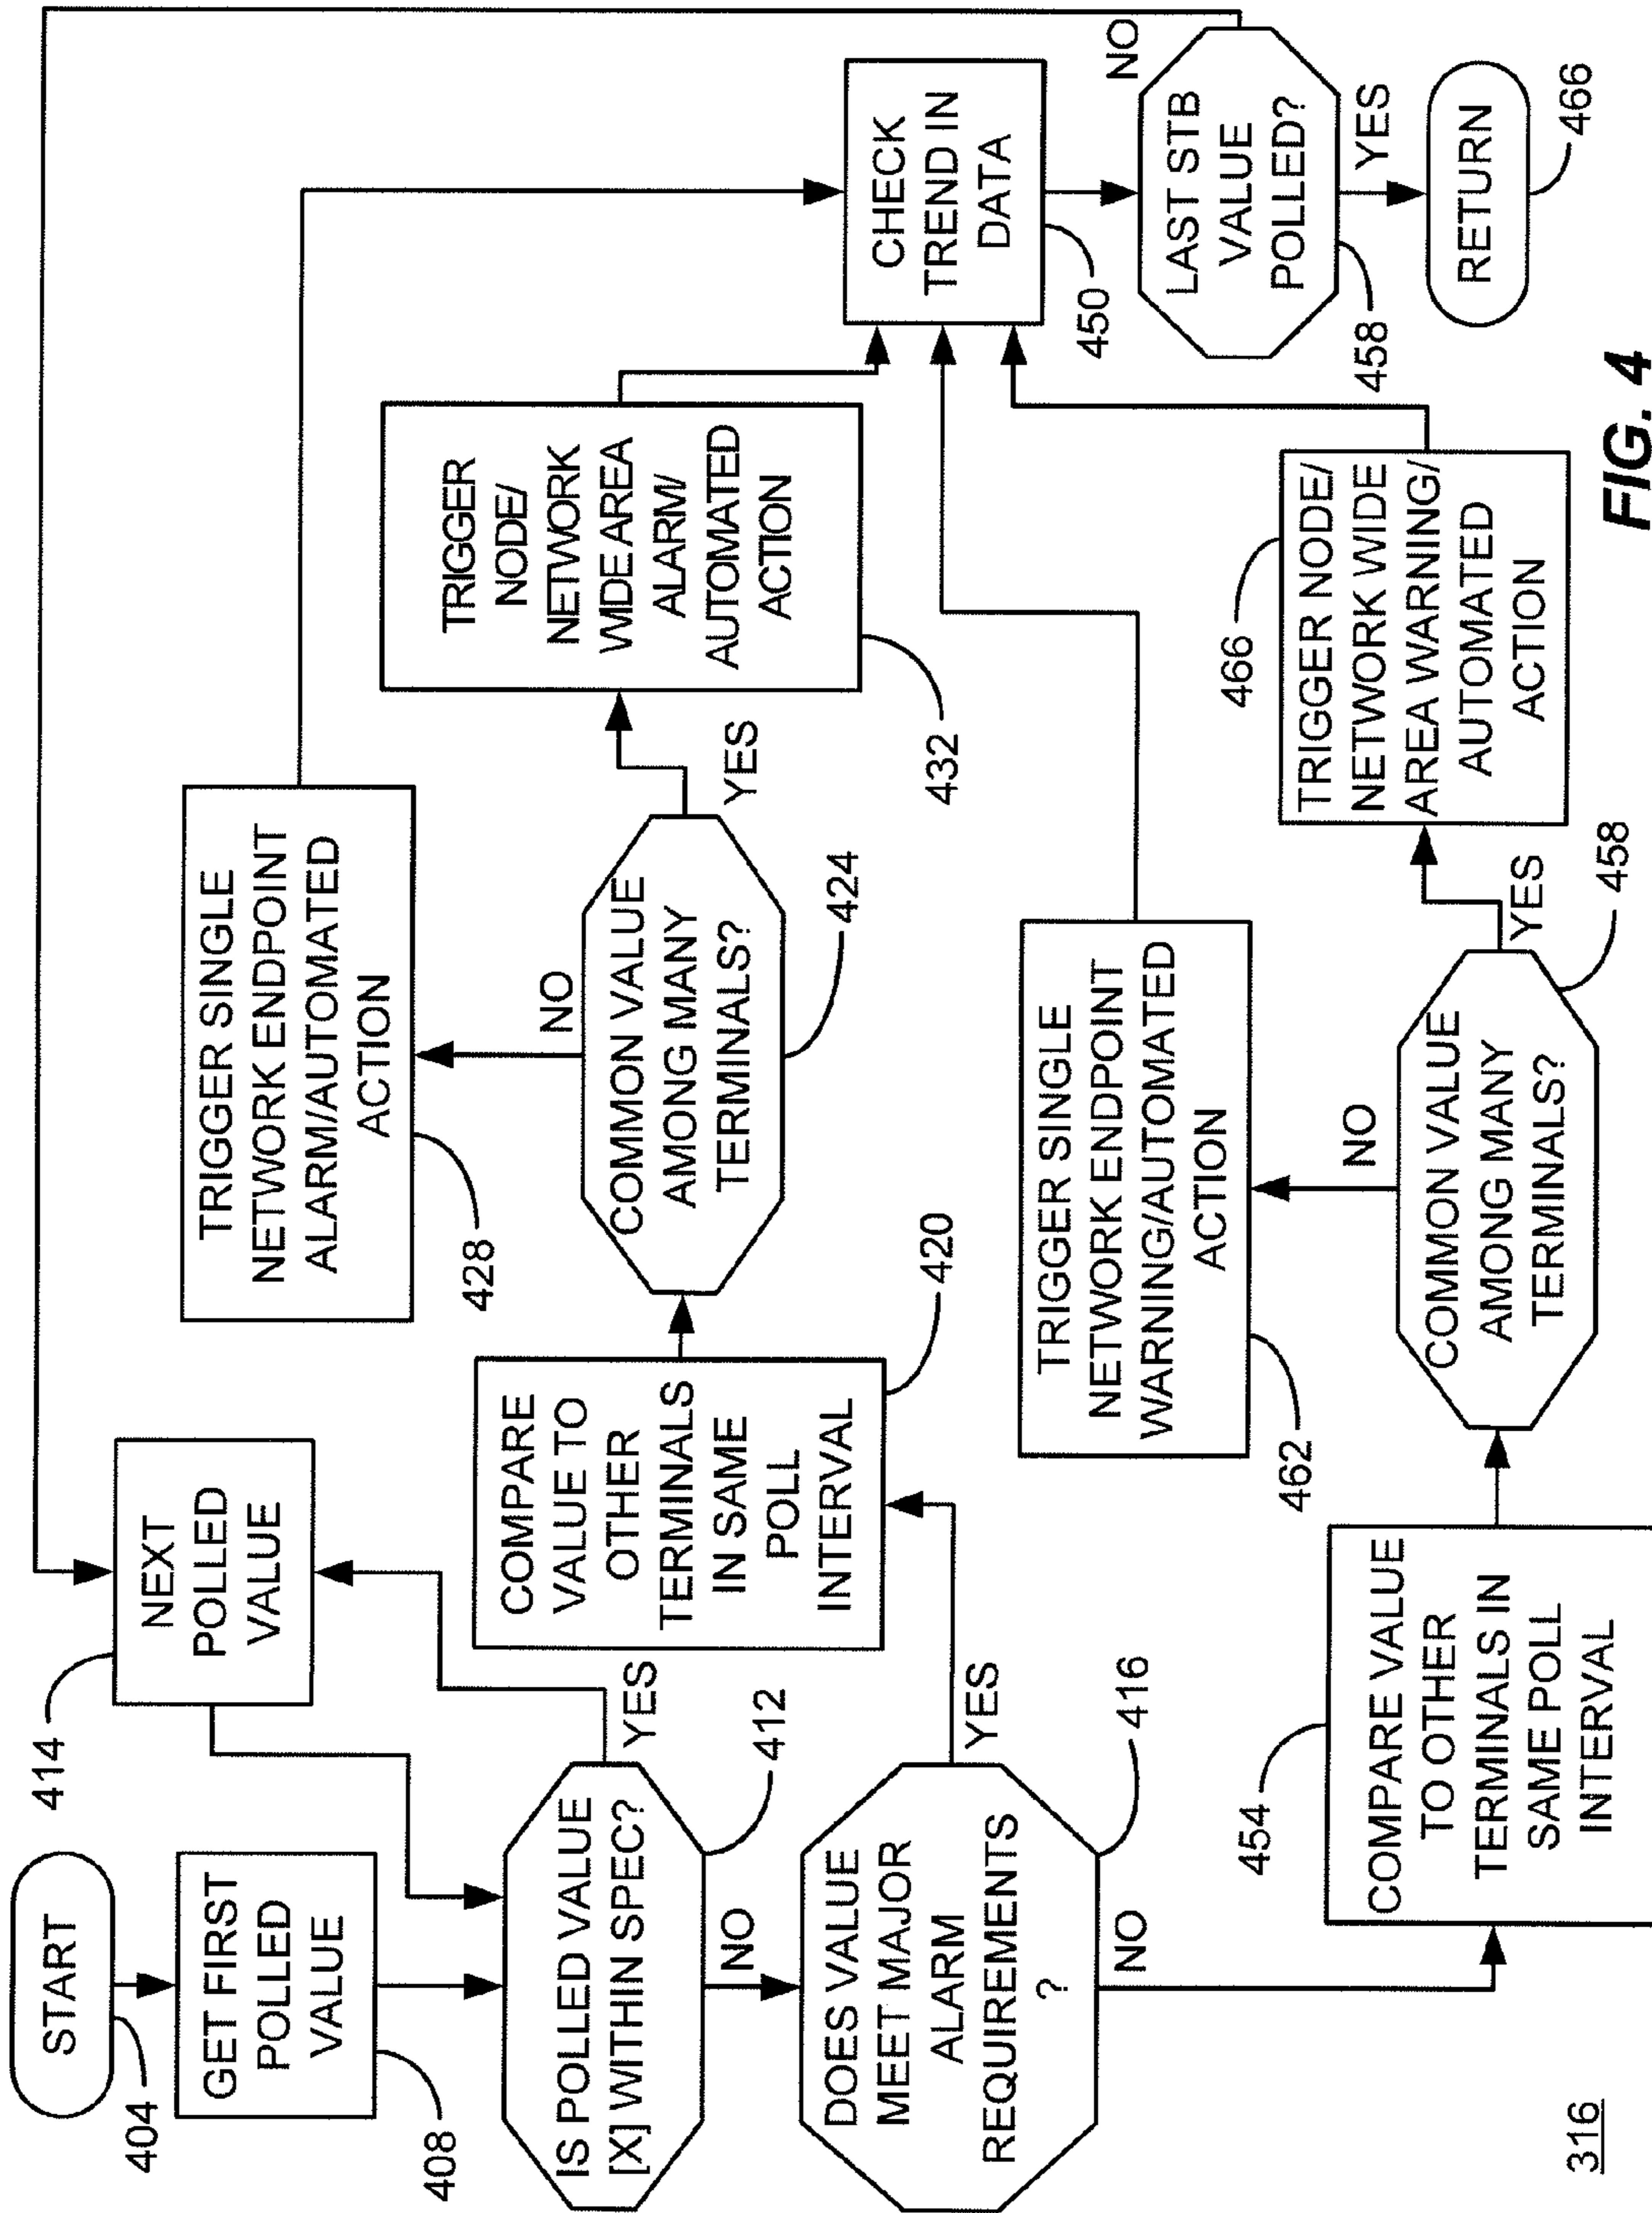 START
404
GET FIRST
POLLED
VALUE
408
414
NEXT
POLLED
VALUE
IS POLLED VALUE
[X] WITHIN SPEC?
YES
412
NO
DOES VALUE
MEET MAJOR
ALARM
REQUIREMENTS
?
YES
416
NO
COMPARE
VALUE TO
OTHER
TERMINALS
IN SAME
POLL
INTERVAL
420
COMMON VALUE
AMONG MANY
TERMINALS?
424
NO
YES
TRIGGER SINGLE
NETWORK ENDPOINT
ALARM/AUTOMATED
ACTION
428
TRIGGER
NODE/
NETWORK
WIDE AREA
ALARM/
AUTOMATED
ACTION
432
454
COMPARE VALUE
TO OTHER
TERMINALS IN
SAME POLL
INTERVAL
COMMON VALUE
AMONG MANY
TERMINALS?
458
NO
YES
TRIGGER SINGLE
NETWORK ENDPOINT
WARNING/AUTOMATED
ACTION
462
466
TRIGGER NODE/
NETWORK WIDE
AREA WARNING/
AUTOMATED
ACTION
CHECK
TREND IN
DATA
450
LAST STB
VALUE
POLLED?
458
NO
YES
RETURN
466
316
FIG. 4